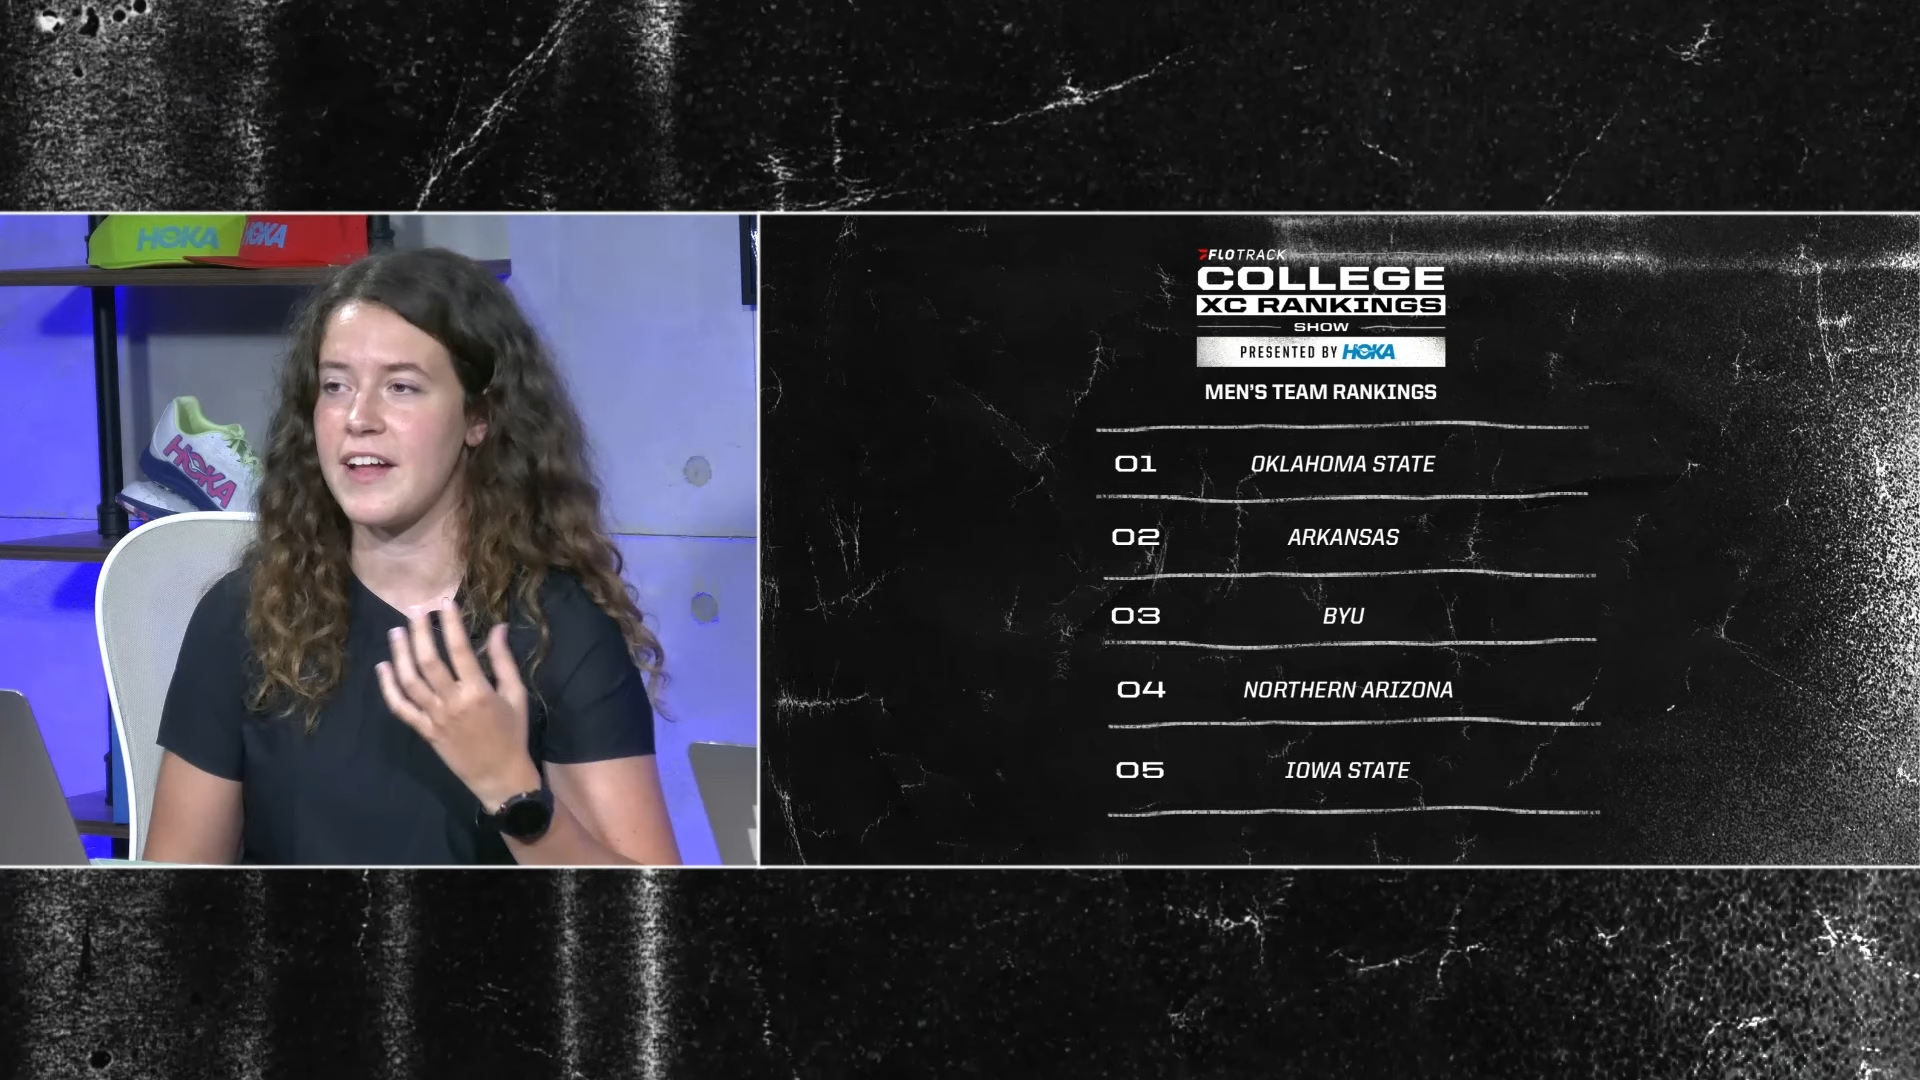 HOKA
HOKA
HOKA
FLOTRACK
COLLEGE
XC RANKINGS
SHOW
PRESENTED BY HOKA
MEN'S TEAM RANKINGS
01 OKLAHOMA STATE
02 ARKANSAS
03 BYU
04 NORTHERN ARIZONA
05 IOWA STATE